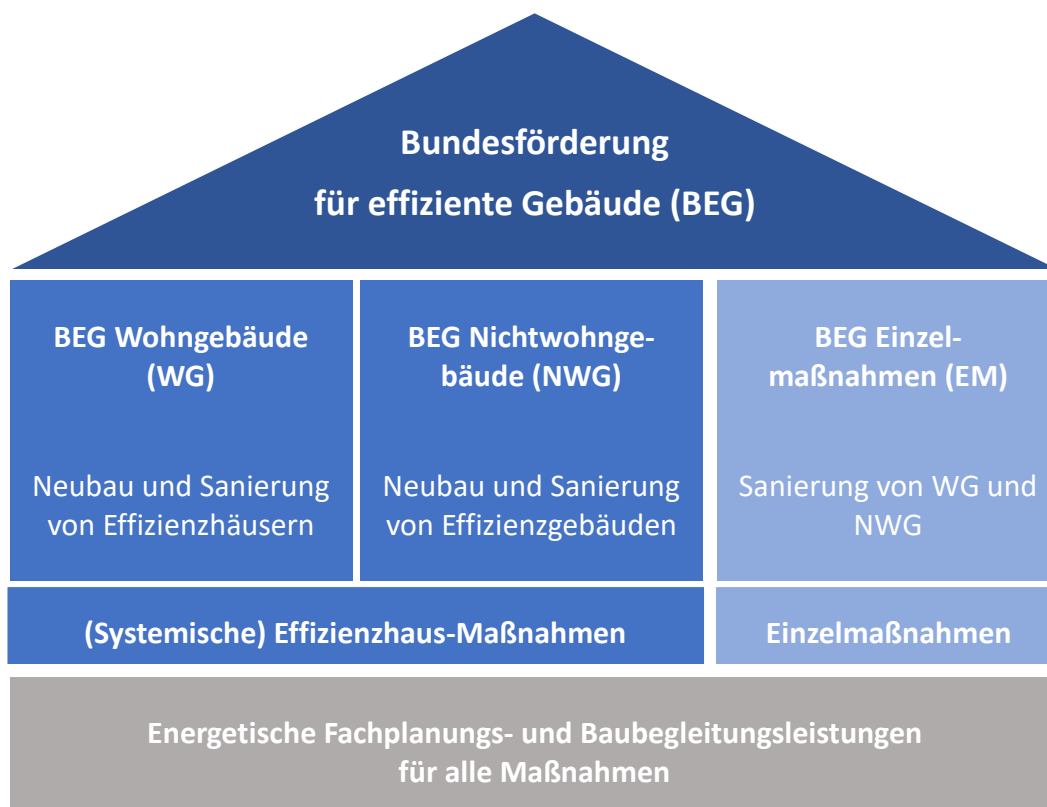 Bundesförderung
für effiziente Gebäude (BEG)
BEG Wohngebäude
(WG)
Neubau und Sanierung
von Effizienzhäusern
BEG Nichtwohnge-
bäude (NWG)
Neubau und Sanierung
von Effizienzgebäuden
BEG Einzel-
maßnahmen (EM)
Sanierung von WG und
NWG
(Systemische) Effizienzhaus-Maßnahmen
Einzelmaßnahmen
Energetische Fachplanungs- und Baubegleitungsleistungen
für alle Maßnahmen